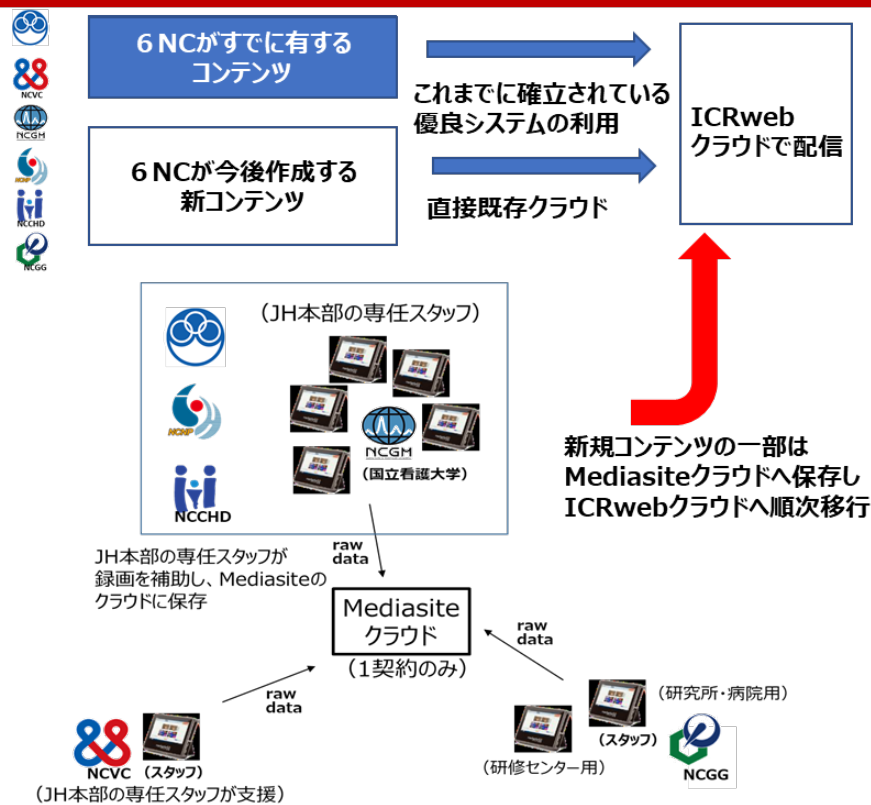 6NCがすでに有する
コンテンツ
これまでに確立されている
優良システムの利用
ICRweb
クラウドで配信
6NCが今後作成する
新コンテンツ
直接既存クラウド
NCVC
NCGM
NCNP
NCCHD
NCGG
(JH本部の専任スタッフ)
NCNP
NCGM
(国立看護大学)
NCCHD
新規コンテンツの一部は
Mediasiteクラウドへ保存し
ICRwebクラウドへ順次移行
JH本部の専任スタッフが
録画を補助し、Mediasiteの
クラウドに保存
raw
data
Mediasite
クラウド
(1契約のみ)
raw
data
raw
data
NCVC
(スタッフ)
(JH本部の専任スタッフが支援)
(研究所・病院用)
(スタッフ)
(研修センター用)
NCGG